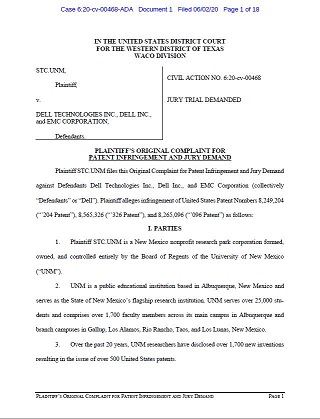 Case 6:20-cv-00468-ADA Document 1 Filed 06/02/20 Page 1 of 18
IN THE UNITED STATES DISTRICT COURT
FOR THE WESTERN DISTRICT OF TEXAS
WACO DIVISION
STC.UNM,
Plaintiff,
v.
DELL TECHNOLOGIES INC., DELL INC.,
and EMC CORPORATION,
Defendants.
CIVIL ACTION NO. 6:20-cv-00468
JURY TRIAL DEMANDED
PLAINTIFF'S ORIGINAL COMPLAINT FOR
PATENT INFRINGEMENT AND JURY DEMAND
Plaintiff STC.UNM files this Original Complaint for Patent Infringement and Jury Demand
against Defendants Dell Technologies Inc., Dell Inc., and EMC Corporation (collectively
"Defendants" or "Dell"). Plaintiff alleges infringement of United States Patent Numbers 8,249,204
("'204 Patent"), 8,565,326 ("'326 Patent"), and 8,265,096 ("'096 Patent") as follows:
I. PARTIES
1. Plaintiff STC.UNM is a New Mexico nonprofit research park corporation formed,
owned, and controlled entirely by the Board of Regents of the University of New Mexico
("UNM").
2. UNM is a public educational institution based in Albuquerque, New Mexico and
serves as the State of New Mexico's flagship research institution. UNM serves over 25,000 stu-
dents and comprises over 1,700 faculty members across its main campus in Albuquerque and
branch campuses in Gallup, Los Alamos, Rio Rancho, Taos, and Los Lunas, New Mexico.
3. Over the past 20 years, UNM researchers have disclosed over 1,700 new inventions
resulting in the issue of over 500 United States patents.
PLAINTIFF'S ORIGINAL COMPLAINT FOR PATENT INFRINGEMENT AND JURY DEMAND PAGE 1